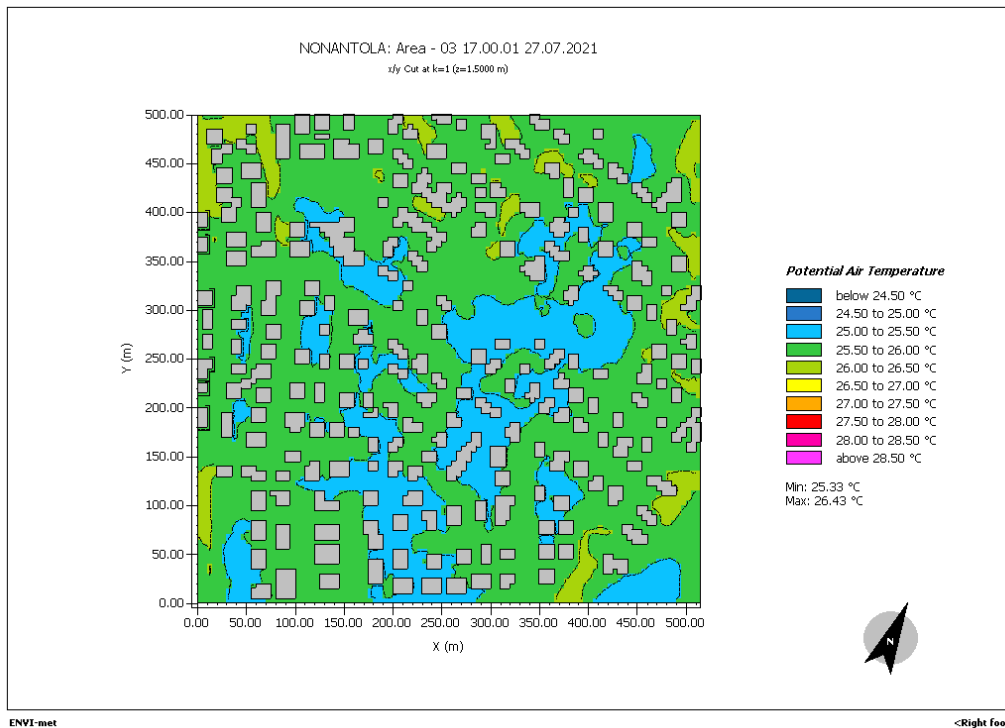 NONANTOLA: Area - 03 17.00.01 27.07.2021
x/y Cut at k=1 (z=1.5000 m)
500.00
450.00
400.00
350.00
300.00
250.00
200.00
150.00
100.00
50.00
0.00
Y (m)
0.00 50.00 100.00 150.00 200.00 250.00 300.00 350.00 400.00 450.00 500.00
X (m)
Potential Air Temperature
below 24.50 °C
24.50 to 25.00 °C
25.00 to 25.50 °C
25.50 to 26.00 °C
26.00 to 26.50 °C
26.50 to 27.00 °C
27.00 to 27.50 °C
27.50 to 28.00 °C
28.00 to 28.50 °C
above 28.50 °C
Min: 25.33 °C
Max: 26.43 °C
N
ENVI-met
<Right foo